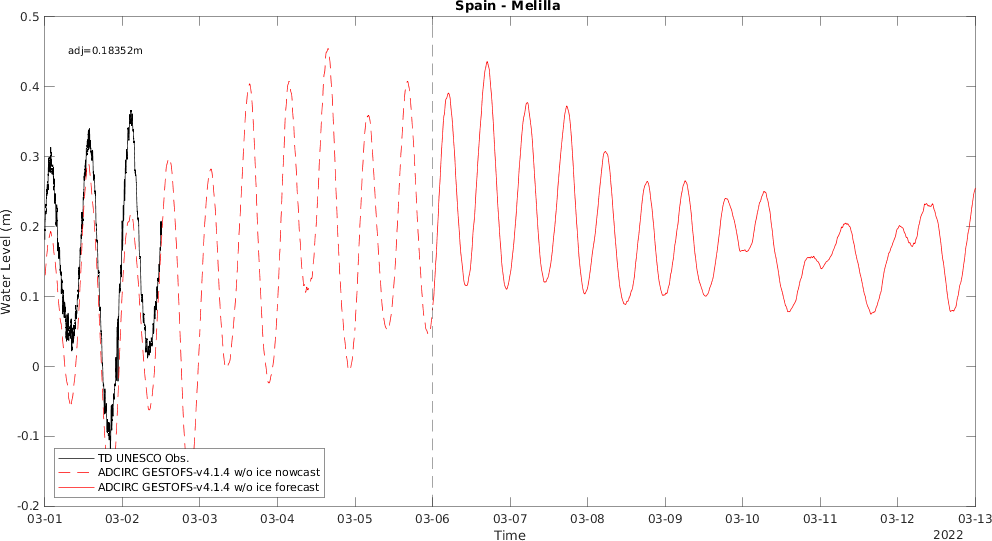 Spain - Melilla
adj=0.18352m
0.5
0.4
0.3
0.2
0.1
0
-0.1
-0.2
Water Level (m)
TD UNESCO Obs.
ADCIRC GESTOFS-v4.1.4 w/o ice nowcast
ADCIRC GESTOFS-v4.1.4 w/o ice forecast
03-01 03-02 03-03 03-04 03-05 03-06 03-07 03-08 03-09 03-10 03-11 03-12 03-13
Time
2022